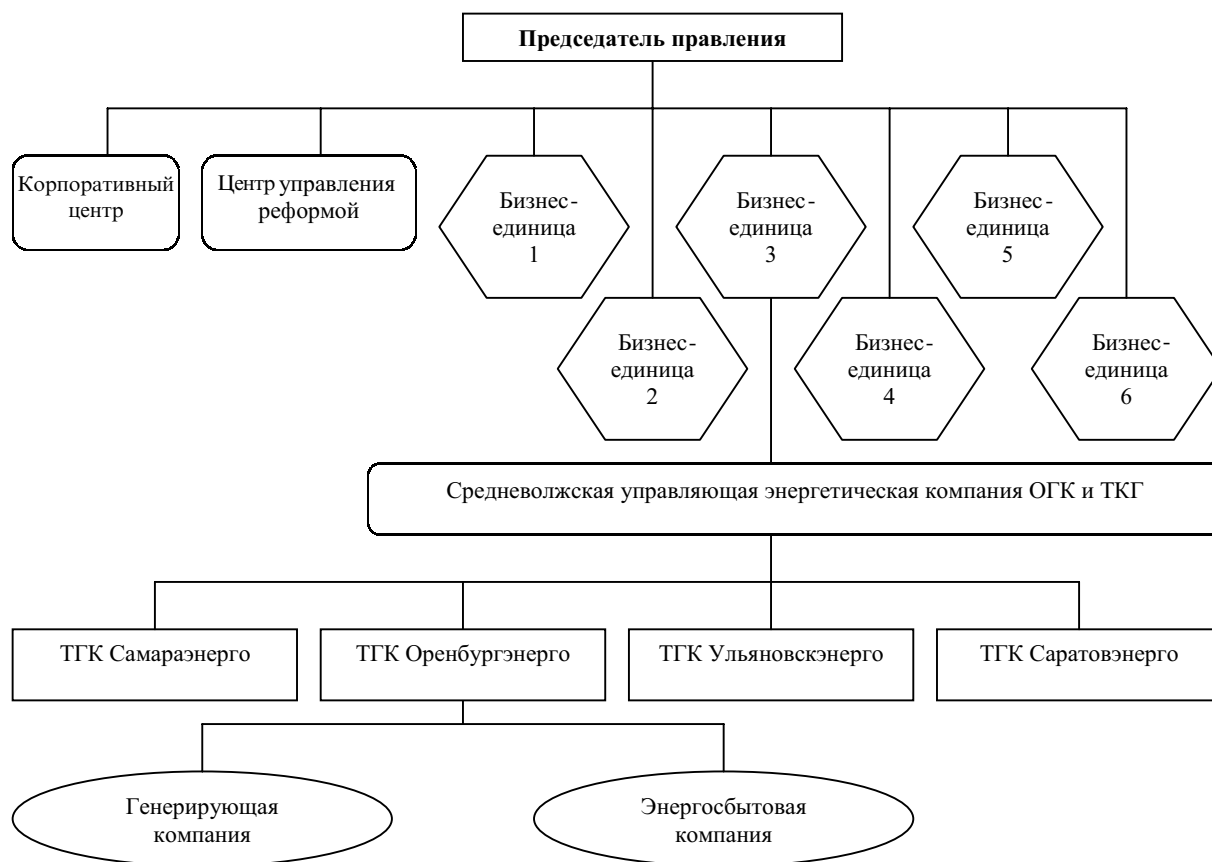 Председатель правления
Корпоративный
центр
Центр управления
реформой
Бизнес-
единица
1
Бизнес-
единица
3
Бизнес-
единица
5
Бизнес-
единица
2
Бизнес-
единица
4
Бизнес-
единица
6
Средневолжская управляющая энергетическая компания ОГК и ТКГ
ТГК Самараэнерго
ТГК Оренбургэнерго
ТГК Ульяновскэнерго
ТГК Саратовэнерго
Генерирующая
компания
Энергосбытовая
компания